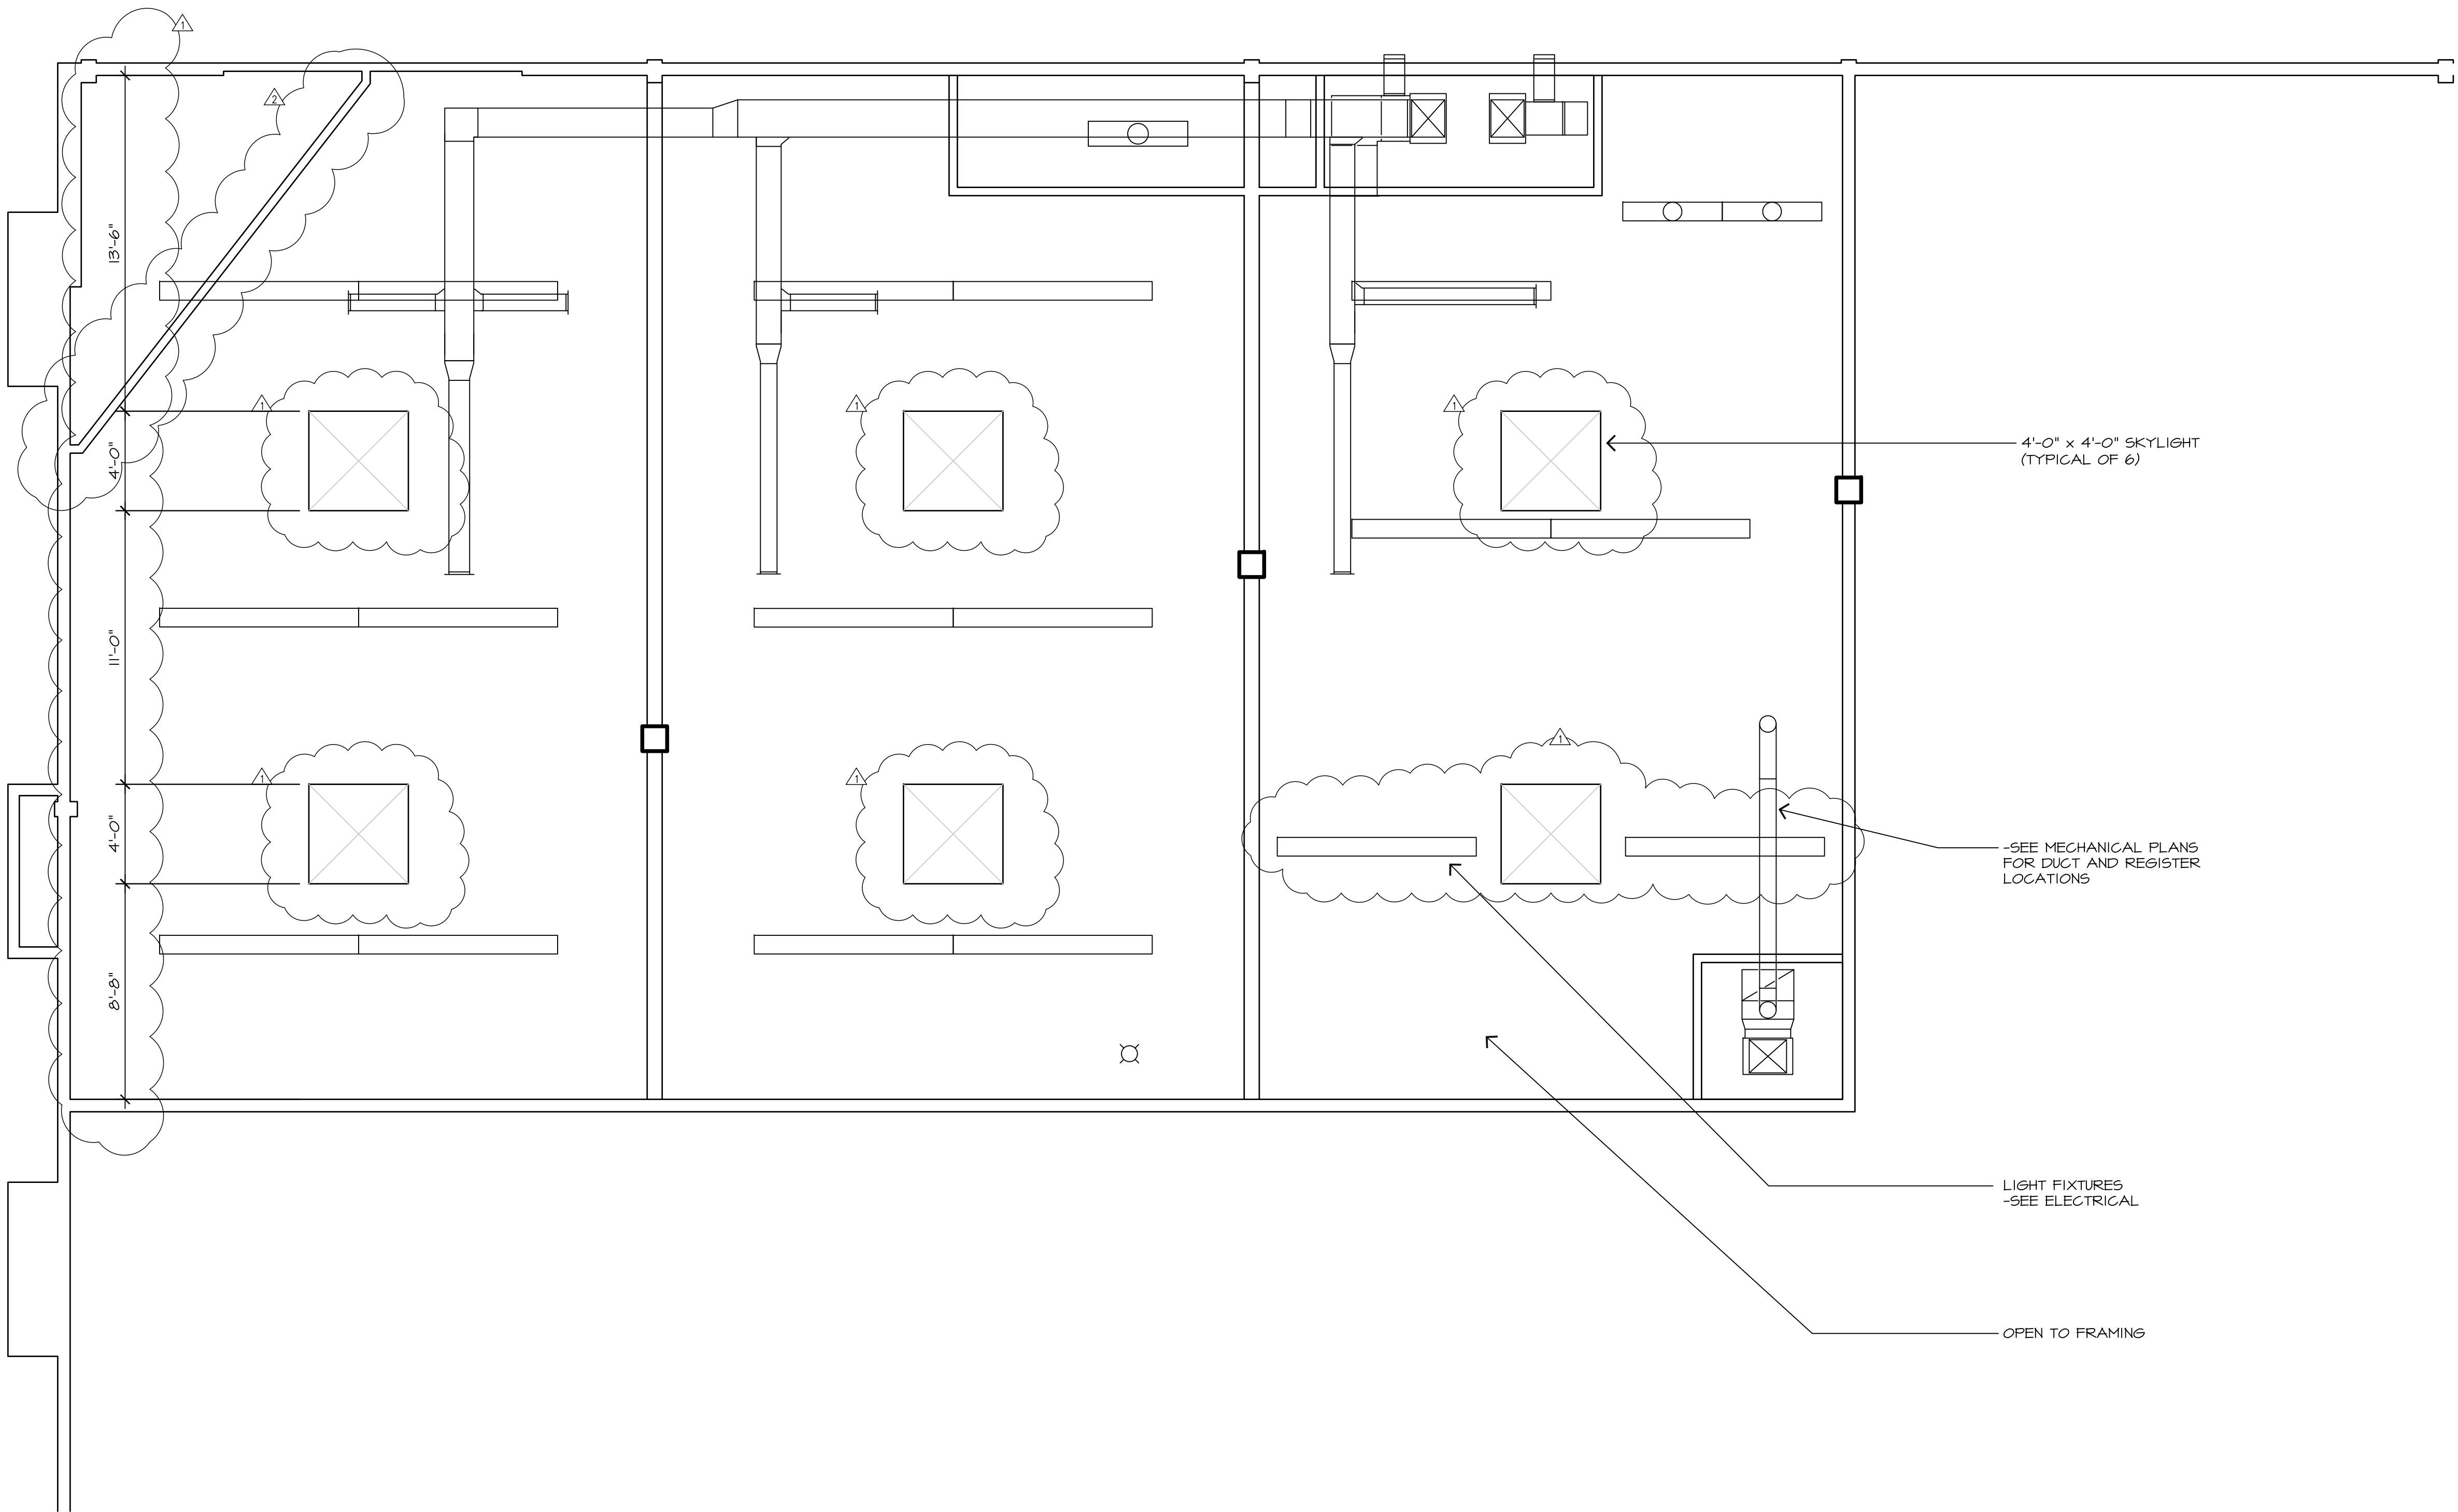 1
2
13'-6"
1
1
1
4'-0" x 4'-0" SKYLIGHT
(TYPICAL OF 6)
4'-0"
11'-0"
1
1
1
4'-0"
-SEE MECHANICAL PLANS
FOR DUCT AND REGISTER
LOCATIONS
8'-8"
LIGHT FIXTURES
-SEE ELECTRICAL
OPEN TO FRAMING